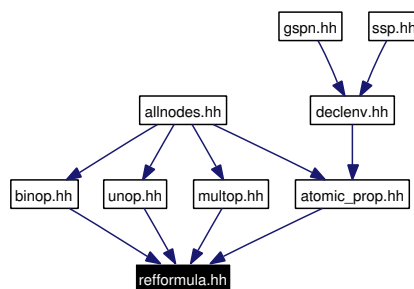 gspn.hh ssp.hh
allnodes.hh declenv.hh
binop.hh unop.hh multop.hh atomic_prop.hh
refformula.hh